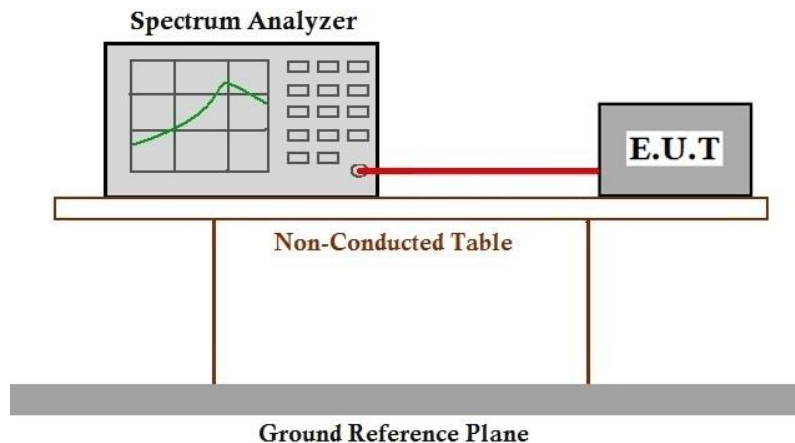 Spectrum Analyzer
E.U.T
Non-Conducted Table
Ground Reference Plane